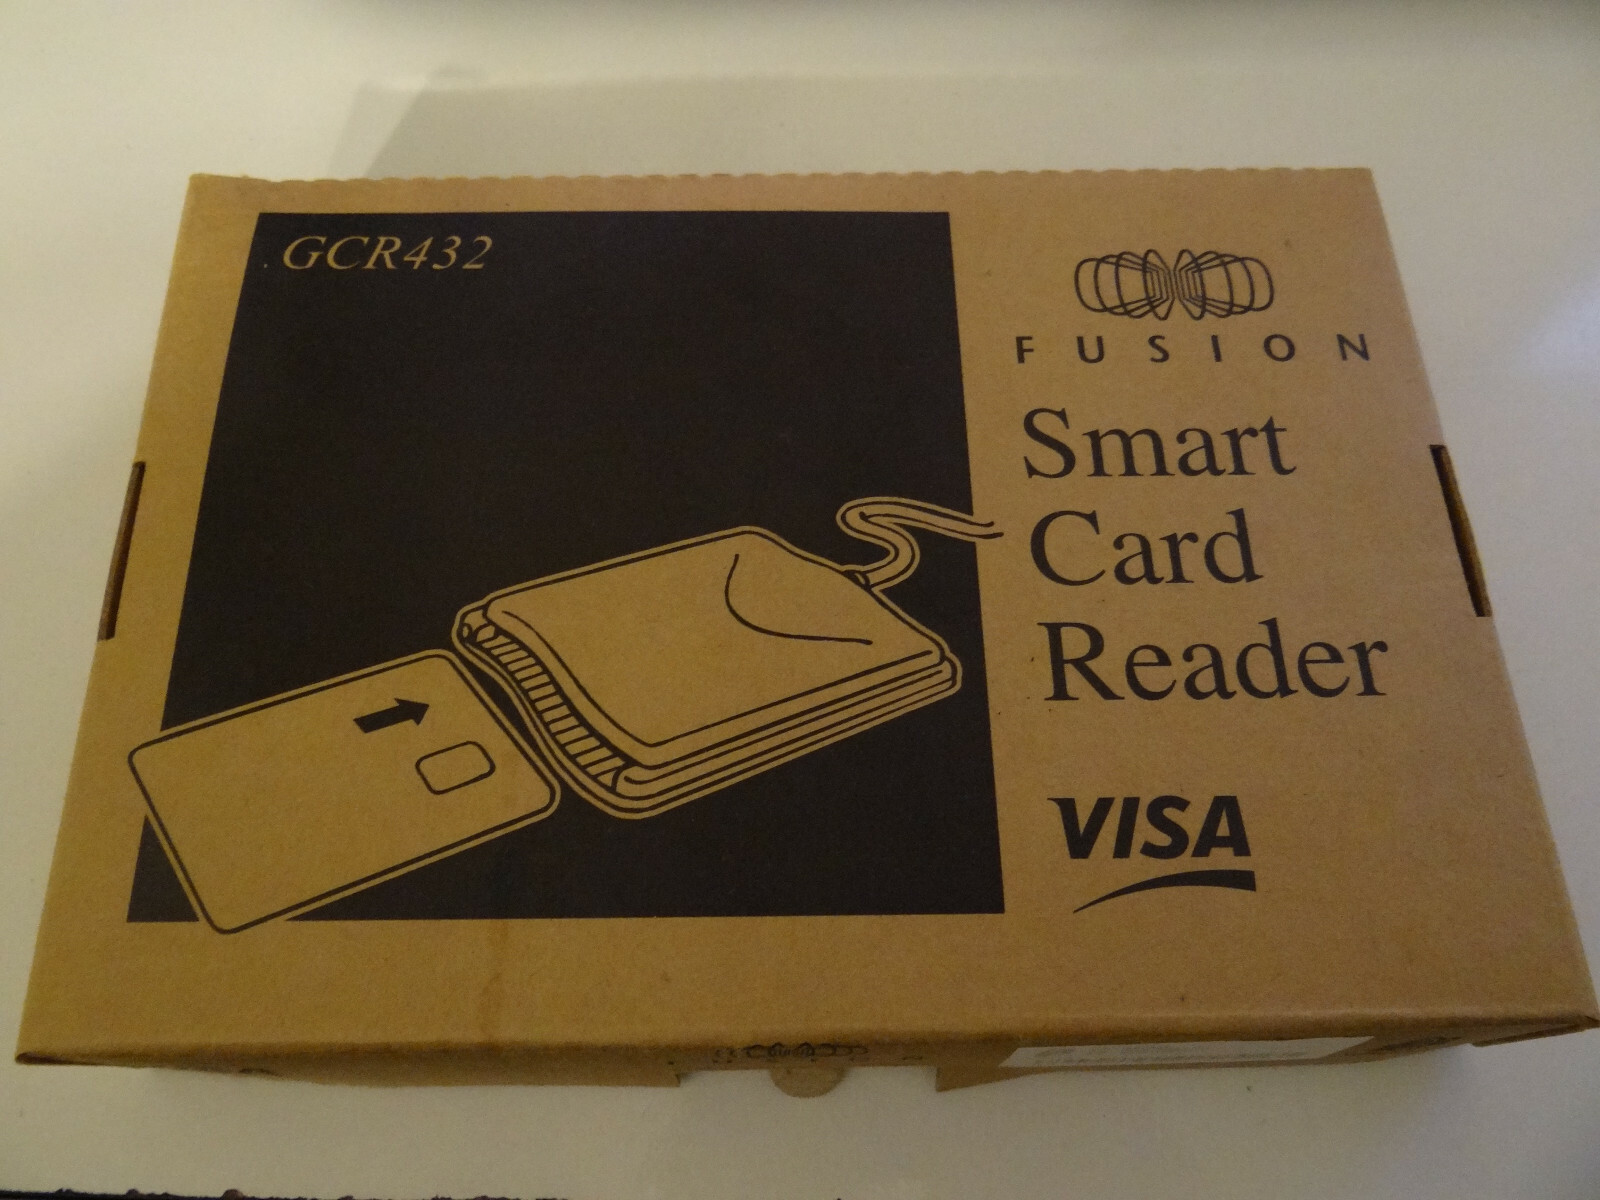 GCR432
FUSION
Smart
Card
Reader
VISA